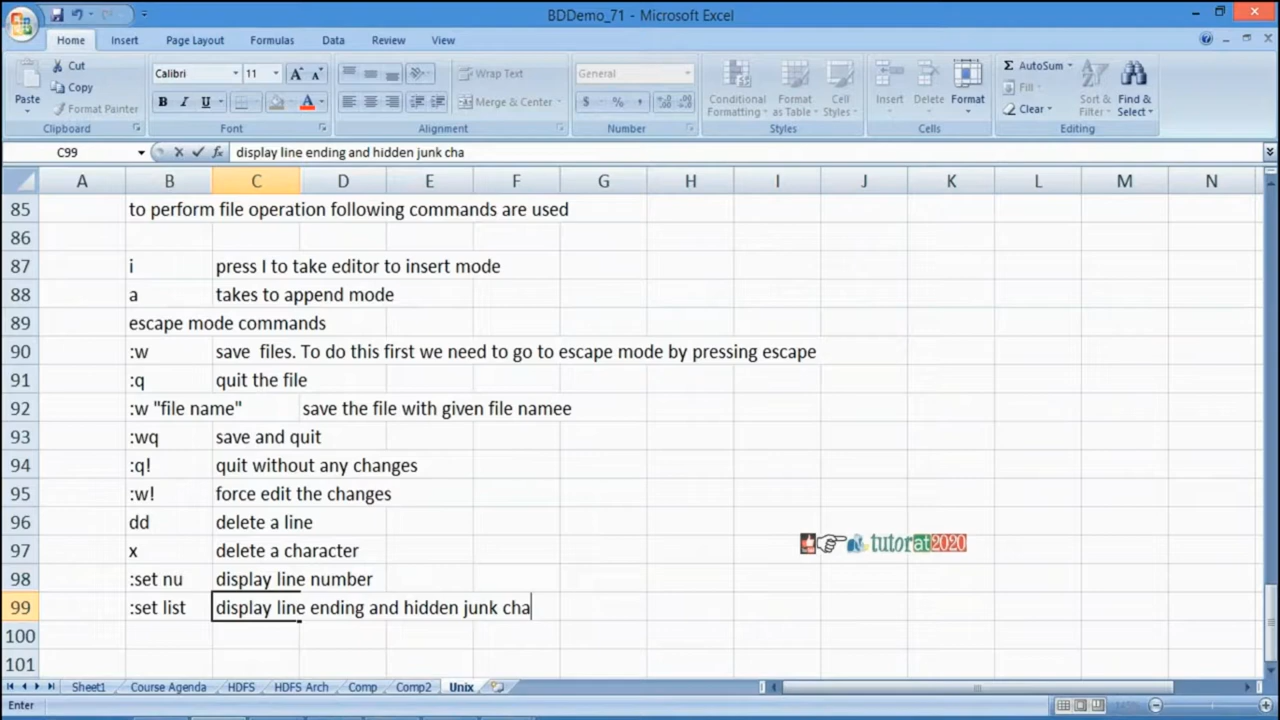 BDDemo_71 - Microsoft Excel
Home Insert Page Layout Formulas Data Review View
Paste
Cut
Copy
Format Painter
Clipboard
Calibri 11
B I U
Font
Wrap Text
Merge & Center
Alignment
General
$ % ,
Number
Conditional Formatting
Format as Table
Cell Styles
Styles
Insert Delete Format
Cells
Σ AutoSum
Fill
Clear
Sort & Filter
Find & Select
Editing
C99 fx display line ending and hidden junk cha
A B C D E F G H I J K L M N
85 to perform file operation following commands are used
86
87 i press I to take editor to insert mode
88 a takes to append mode
89 escape mode commands
90 :w save files. To do this first we need to go to escape mode by pressing escape
91 :q quit the file
92 :w "file name" save the file with given file namee
93 :wq save and quit
94 :q! quit without any changes
95 :w! force edit the changes
96 dd delete a line
97 x delete a character
98 :set nu display line number
99 :set list display line ending and hidden junk cha
100
101
tutorat2020
Sheet1 Course Agenda HDFS HDFS Arch Comp Comp2 Unix
Enter